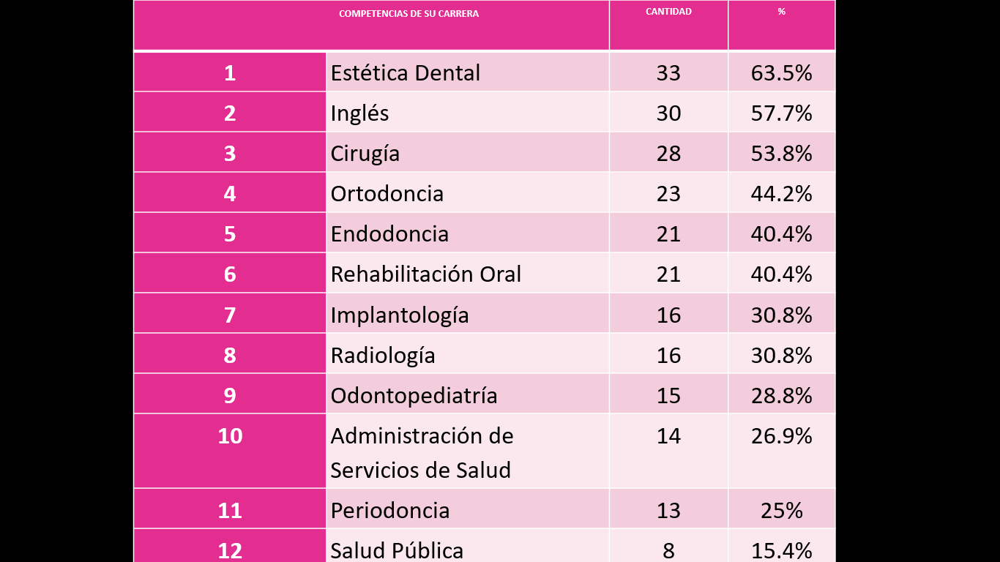 COMPETENCIAS DE SU CARRERA CANTIDAD %
1 Estética Dental 33 63.5%
2 Inglés 30 57.7%
3 Cirugía 28 53.8%
4 Ortodoncia 23 44.2%
5 Endodoncia 21 40.4%
6 Rehabilitación Oral 21 40.4%
7 Implantología 16 30.8%
8 Radiología 16 30.8%
9 Odontopediatría 15 28.8%
10 Administración de 14 26.9%
Servicios de Salud
11 Periodoncia 13 25%
12 Salud Pública 8 15.4%